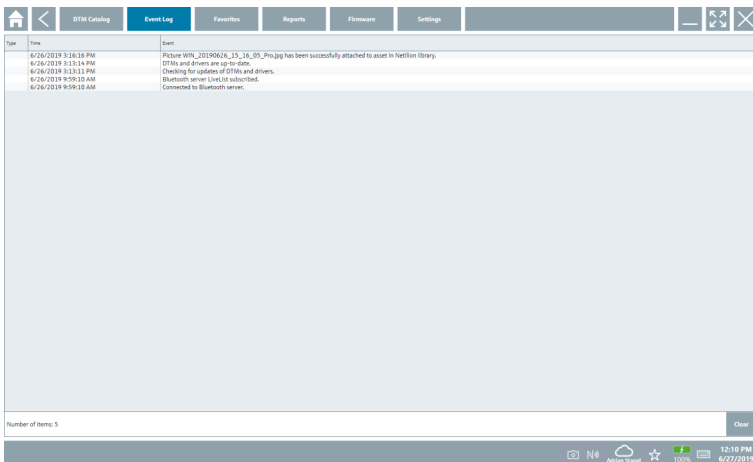 DTM Catalog Event Log Favorites Reports Firmware Settings
Type Time Event
6/26/2019 3:16:16 PM Picture WIN_20190626_15_16_05_Pro.jpg has been successfully attached to asset in Netilion library.
6/26/2019 3:13:14 PM DTMs and drivers are up-to-date.
6/26/2019 3:13:11 PM Checking for updates of DTMs and drivers.
6/26/2019 9:59:10 AM Bluetooth server LiveList subscribed.
6/26/2019 9:59:10 AM Connected to Bluetooth server.
Number of items: 5 Clear
12:10 PM
Adrian Stapel 100% 6/27/2019